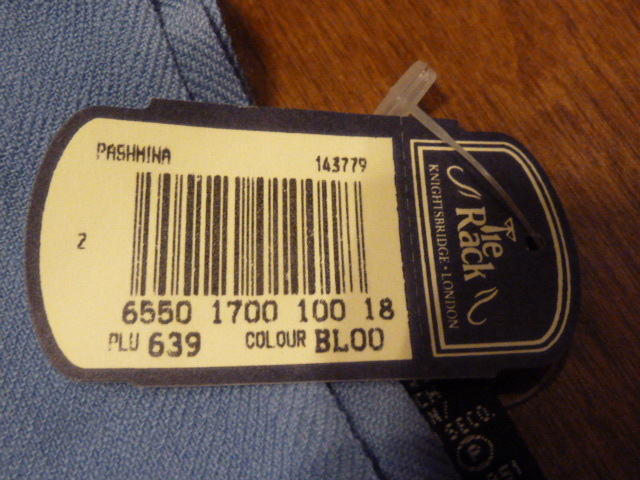 PASHMINA 143779
2
6550 1700 100 18
PLU 639 COLOUR BLOO
Tie
Rack
KNIGHTSBRIDGE · LONDON